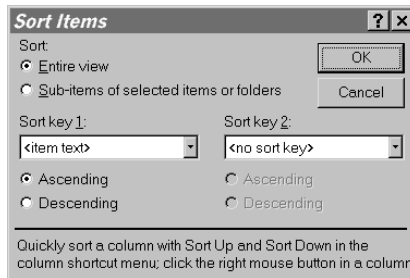 Sort Items
Sort:
Entire view
Sub-items of selected items or folders
OK
Cancel
Sort key 1:
Sort key 2:
<item text>
<no sort key>
Ascending
Descending
Ascending
Descending
Quickly sort a column with Sort Up and Sort Down in the
column shortcut menu; click the right mouse button in a column